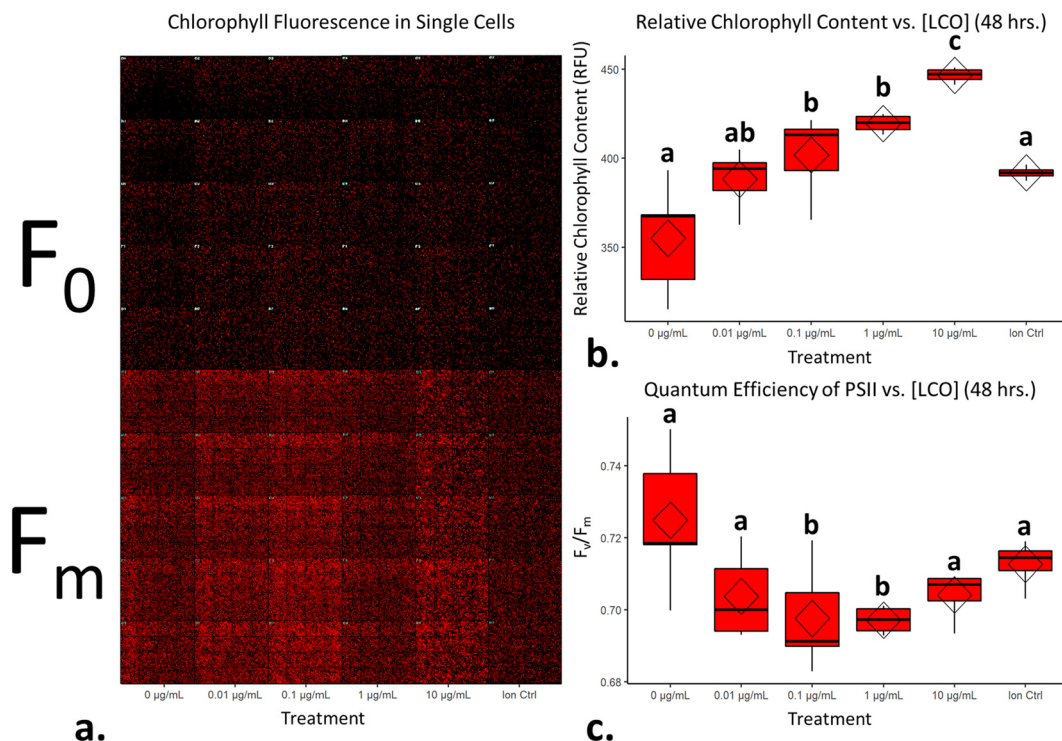 Chlorophyll Fluorescence in Single Cells
F0
Fm
0 µg/mL 0.01 µg/mL 0.1 µg/mL 1 µg/mL 10 µg/mL Ion Ctrl
Treatment
a.
Relative Chlorophyll Content vs. [LCO] (48 hrs.)
Relative Chlorophyll Content (RFU)
450
400
350
a ab b b c a
0 µg/mL 0.01 µg/mL 0.1 µg/mL 1 µg/mL 10 µg/mL Ion Ctrl
Treatment
b.
Quantum Efficiency of PSII vs. [LCO] (48 hrs.)
Fv/Fm
0.74
0.72
0.70
0.68
a a b b a a
0 µg/mL 0.01 µg/mL 0.1 µg/mL 1 µg/mL 10 µg/mL Ion Ctrl
Treatment
c.